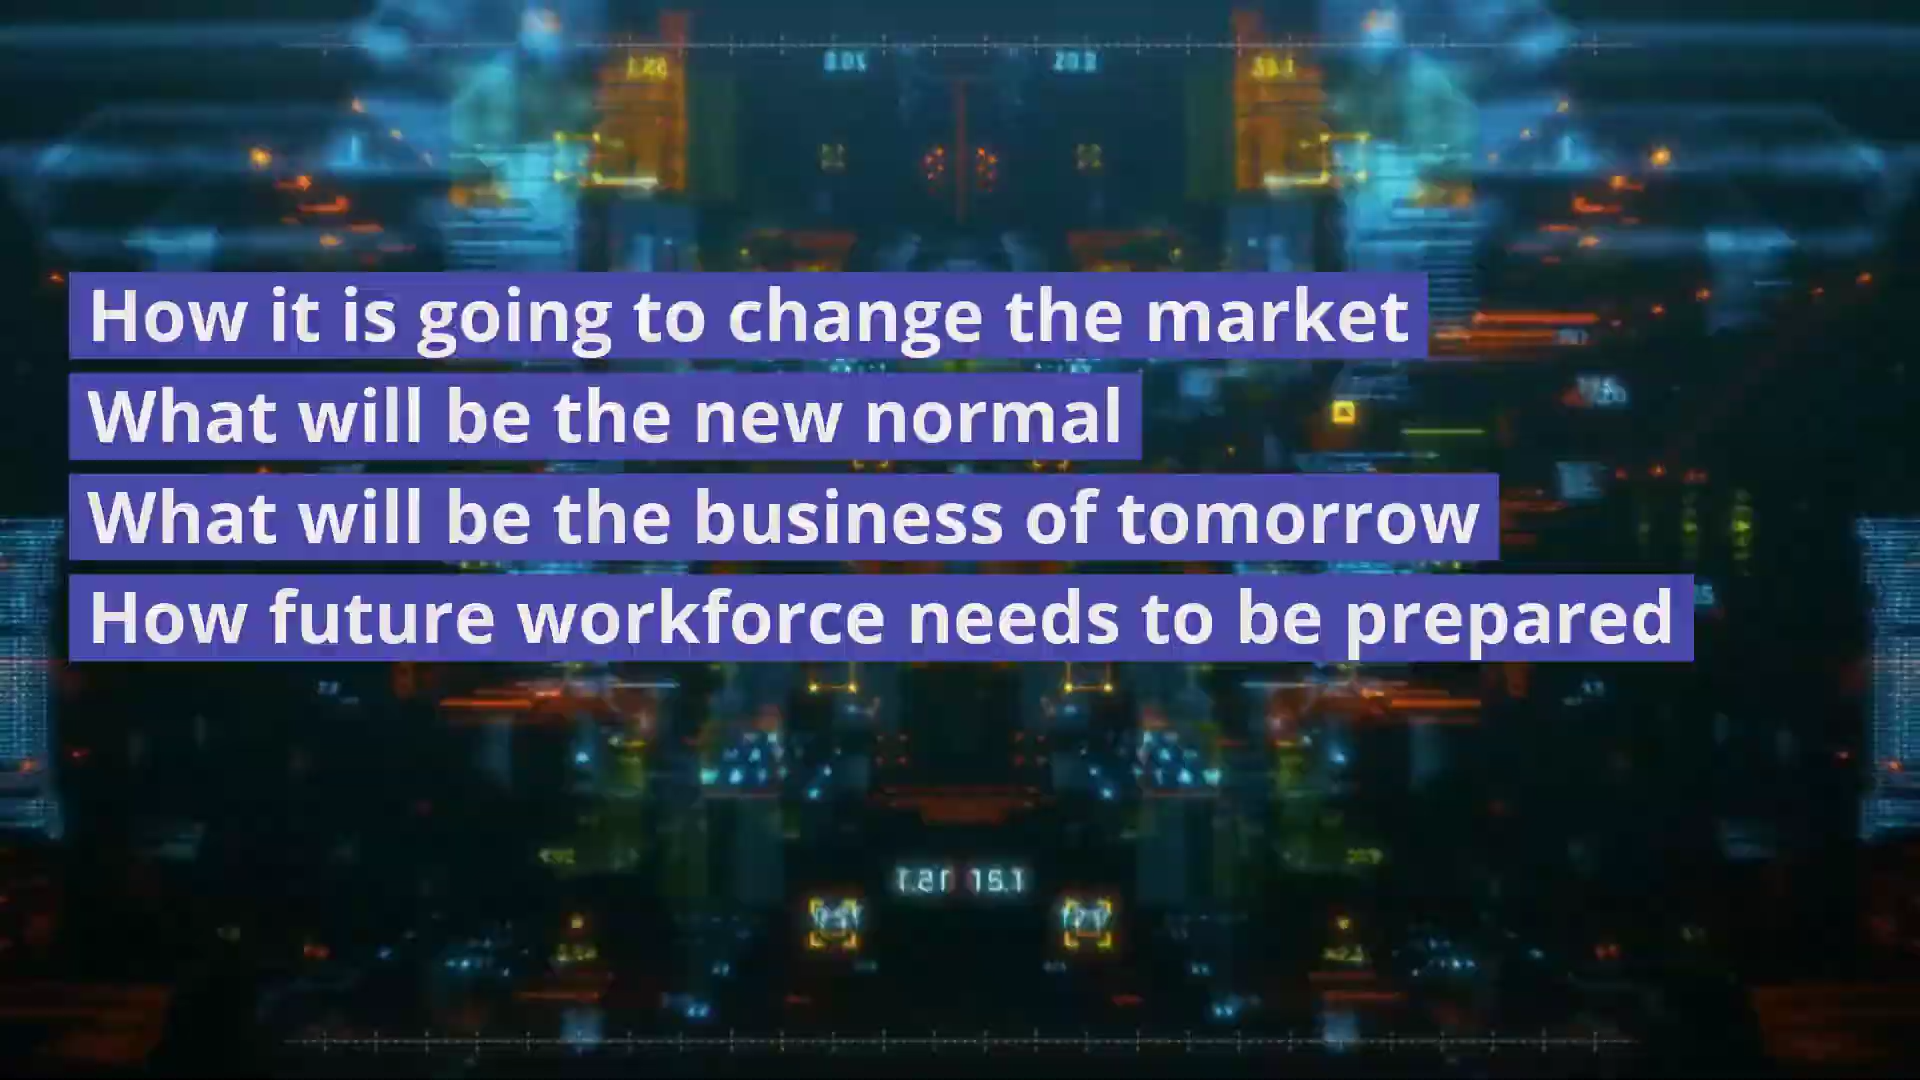 How it is going to change the market
What will be the new normal
What will be the business of tomorrow
How future workforce needs to be prepared